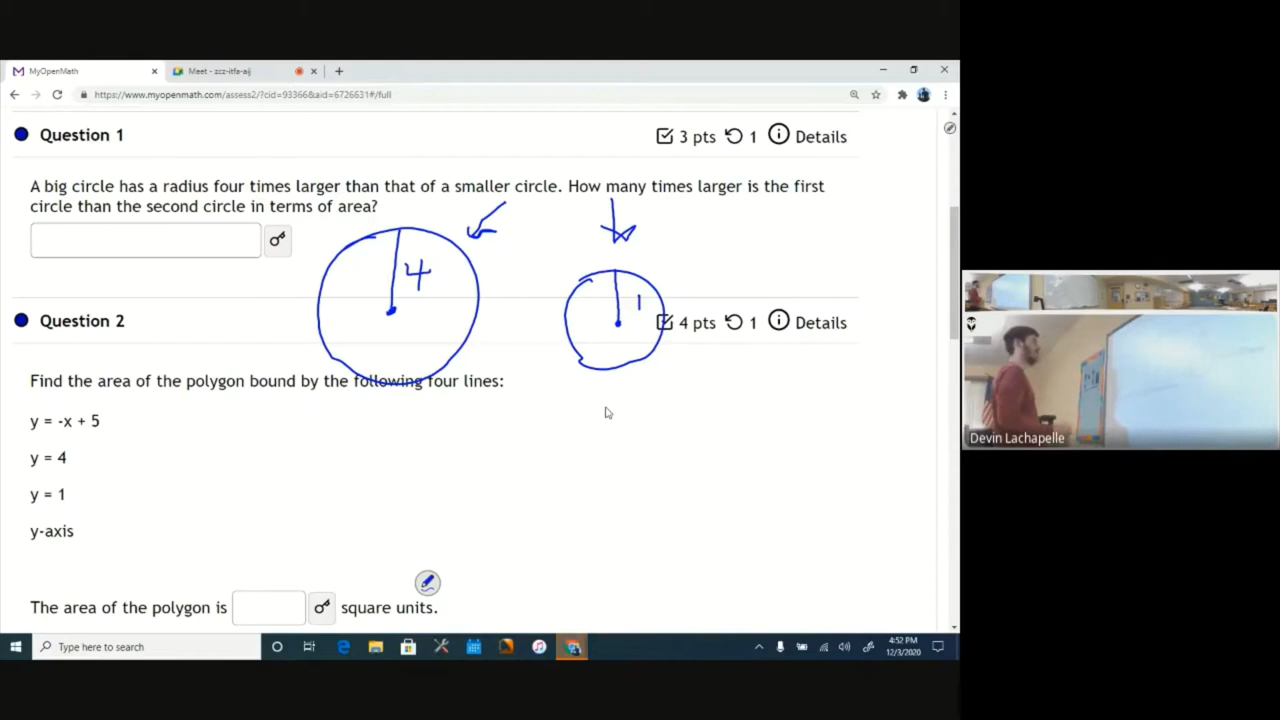 MyOpenMath
Meet - zcz-itfa-aij
https://www.myopenmath.com/assess2/?cid=93366&aid=6726631#/full
Question 1
3 pts 1 Details
A big circle has a radius four times larger than that of a smaller circle. How many times larger is the first
circle than the second circle in terms of area?
4
1
Question 2
4 pts 1 Details
Find the area of the polygon bound by the following four lines:
y = -x + 5
y = 4
y = 1
y-axis
The area of the polygon is
square units.
Devin Lachapelle
Type here to search
4:52 PM
12/3/2020